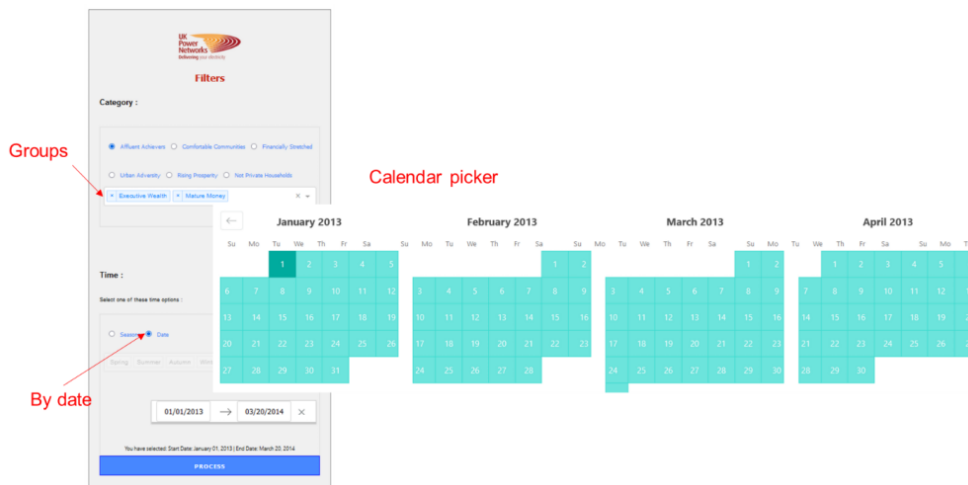 UK
Power
Networks
Delivering your electricity
Filters
Category :
Groups
Affluent Achievers Comfortable Communities Financially Stretched
Urban Adversity Rising Prosperity Not Private Households
× Executive Wealth × Mature Money ×
Calendar picker
← January 2013 February 2013 March 2013 April 2013
Su Mo Tu We Th Fr Sa Su Mo Tu We Th Fr Sa Su Mo Tu We Th Fr Sa Su Mo Tu We Th Fr Sa
1 2 3 4 5 1 2 1 2 1 2 3 4 5
6 7 8 9 10 11 12 3 4 5 6 7 8 9 3 4 5 6 7 8 9 7 8 9 10 11 12
13 14 15 16 17 18 19 10 11 12 13 14 15 16 10 11 12 13 14 15 16 14 15 16 17 18 19
20 21 22 23 24 25 26 17 18 19 20 21 22 23 17 18 19 20 21 22 23 21 22 23 24 25 26
27 28 29 30 31 24 25 26 27 28 24 25 26 27 28 29 30 28 29 30
Time :
Select one of these time options :
Season Date
Spring Summer Autumn
By date
01/01/2013 → 03/20/2014 ×
You have selected: Start Date: January 01, 2013 | End Date: March 20, 2014
PROCESS